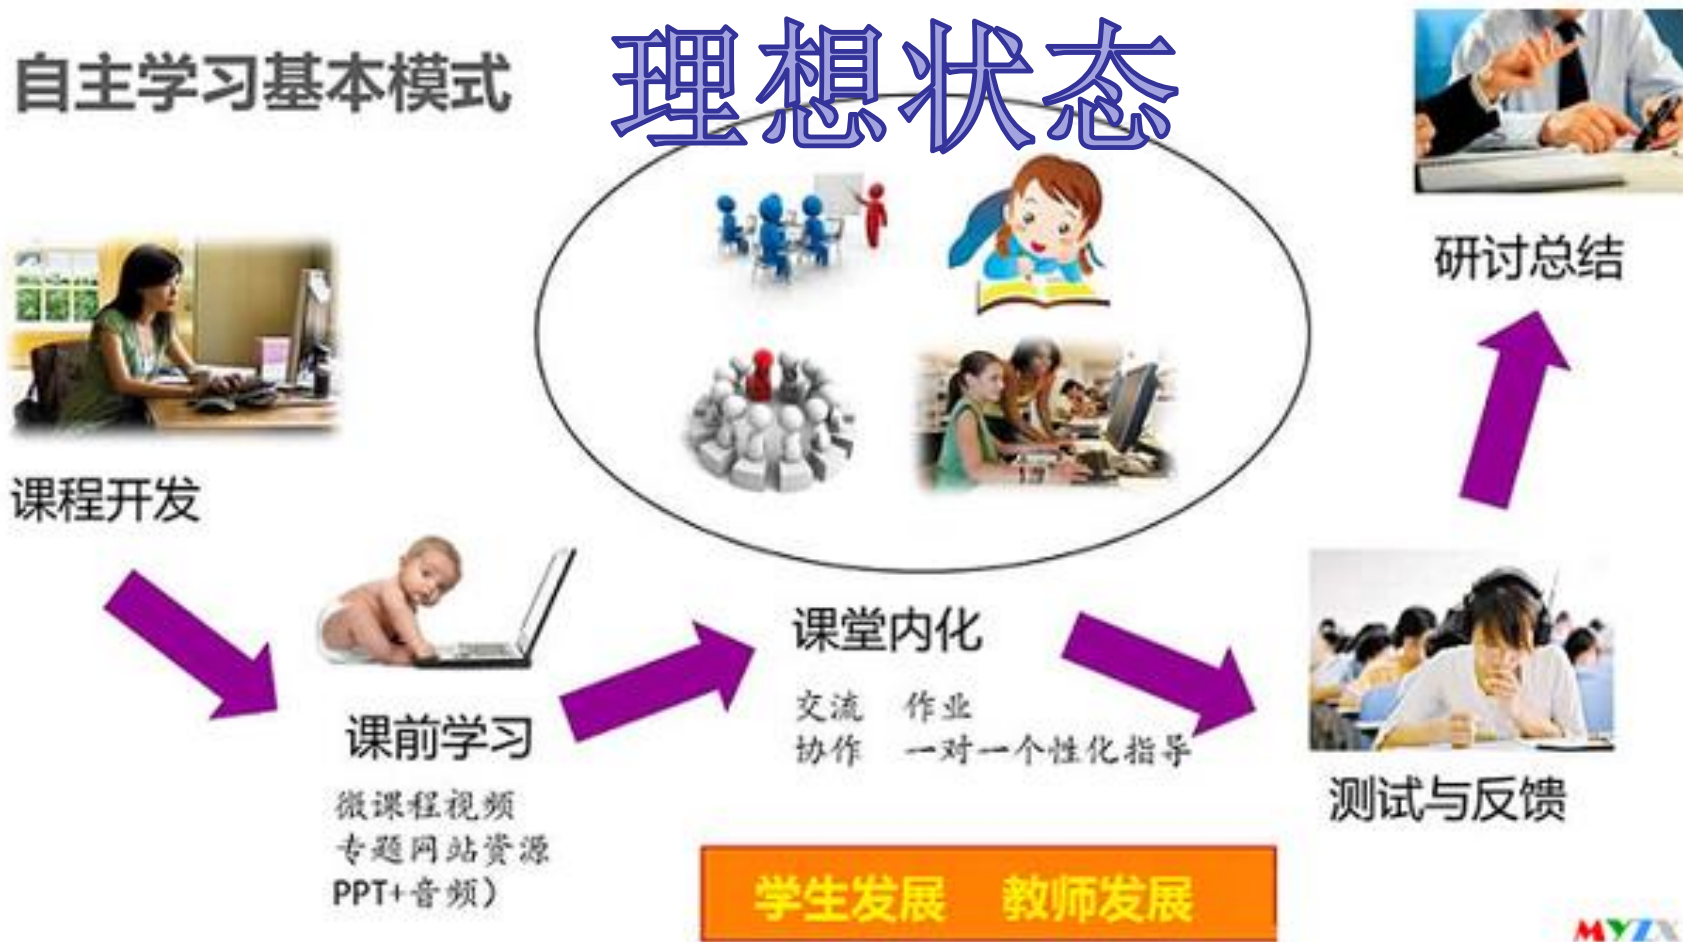 自主学习基本模式
理想状态
研讨总结
课程开发
课堂内化
交流 作业
协作 一对一个性化指导
课前学习
微课程视频
专题网站资源
PPT+音频）
测试与反馈
学生发展 教师发展
MYZX